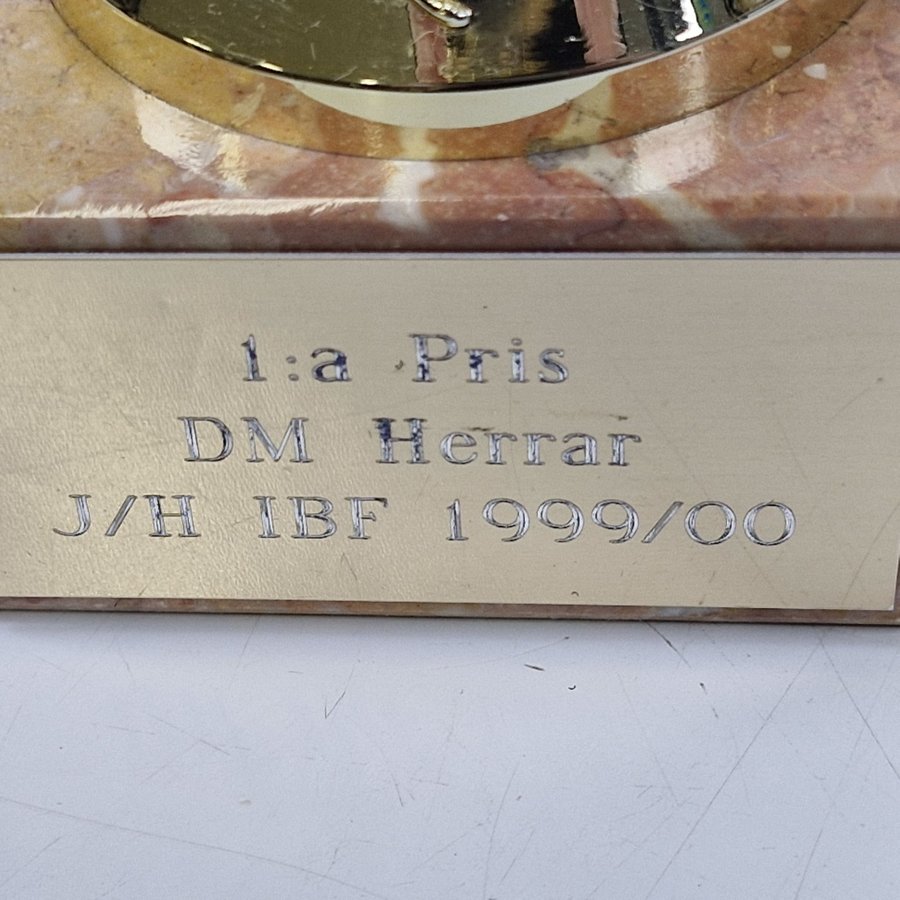 1:a Pris
DM Herrar
J/H IBF 1999/00